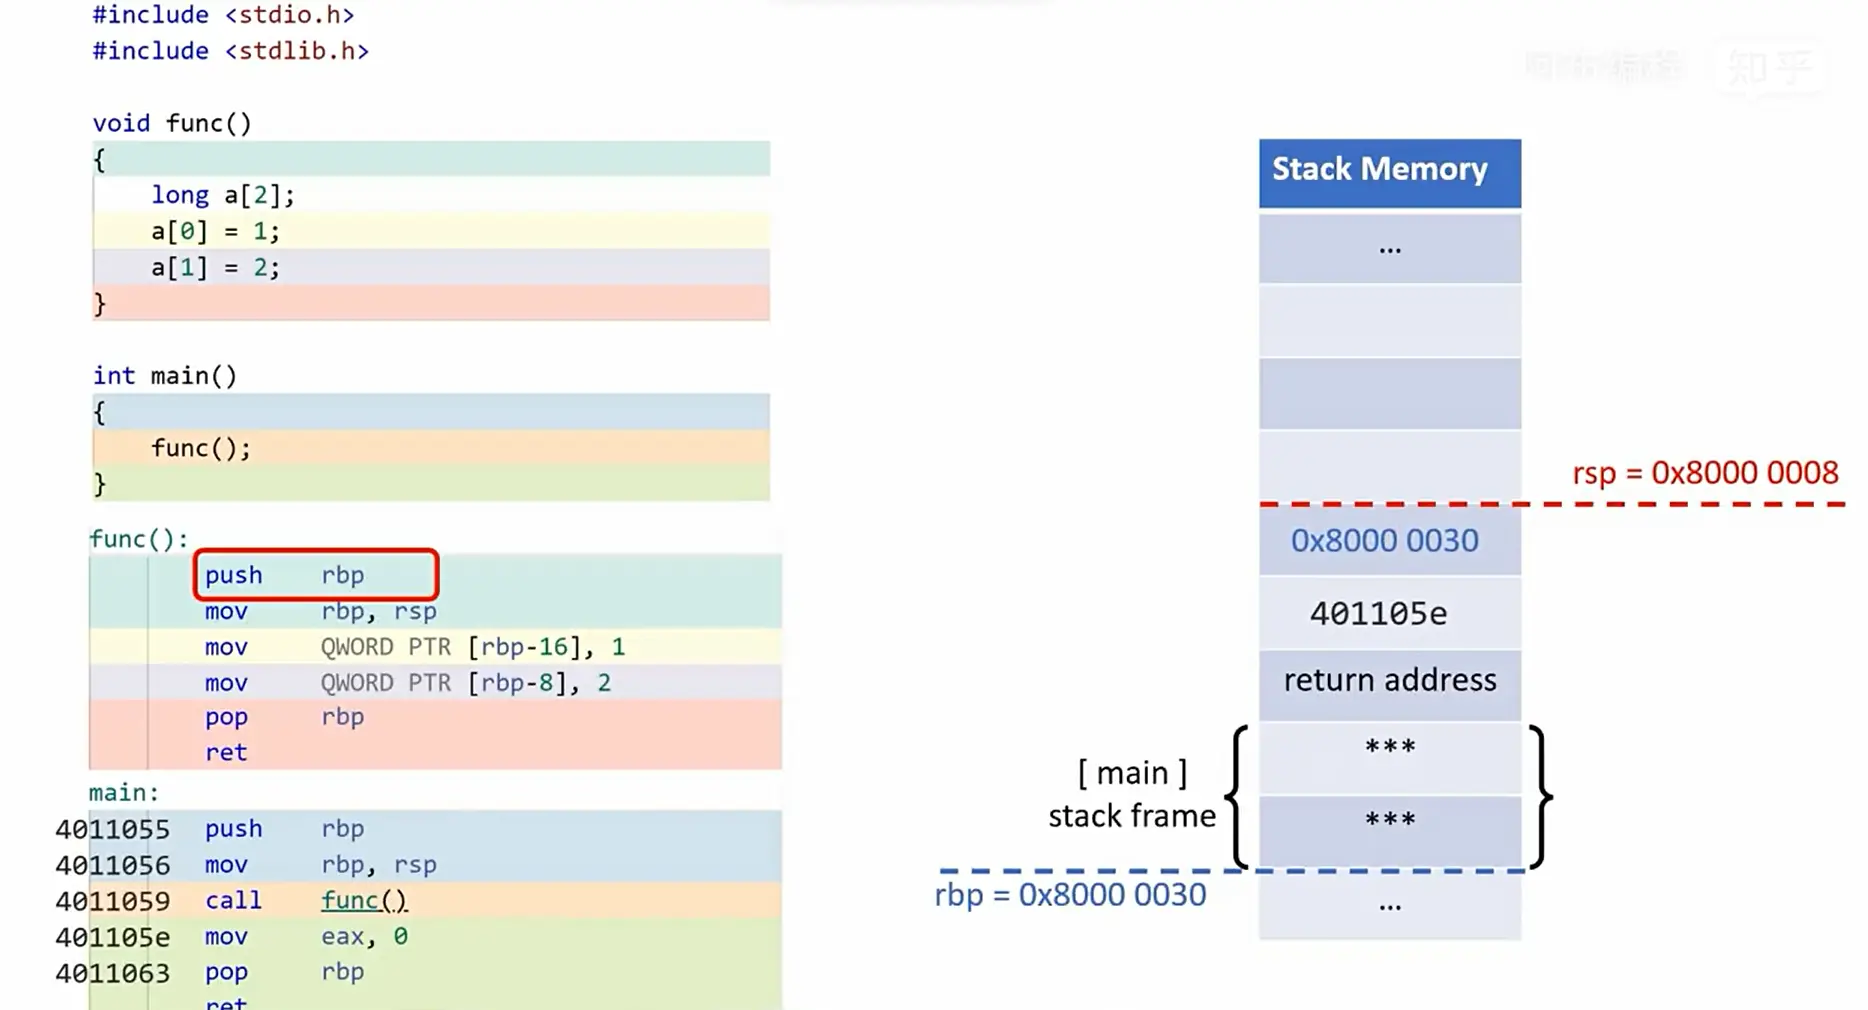 #include <stdio.h>
#include <stdlib.h>
void func()
{
    long a[2];
    a[0] = 1;
    a[1] = 2;
}
int main()
{
    func();
}
func():
push rbp
mov rbp, rsp
mov QWORD PTR [rbp-16], 1
mov QWORD PTR [rbp-8], 2
pop rbp
ret
main:
4011055 push rbp
4011056 mov rbp, rsp
4011059 call func()
401105e mov eax, 0
4011063 pop rbp
ret
知乎
Stack Memory
...
rsp = 0x8000 0008
0x8000 0030
401105e
return address
***
[ main ]
stack frame
***
rbp = 0x8000 0030
...